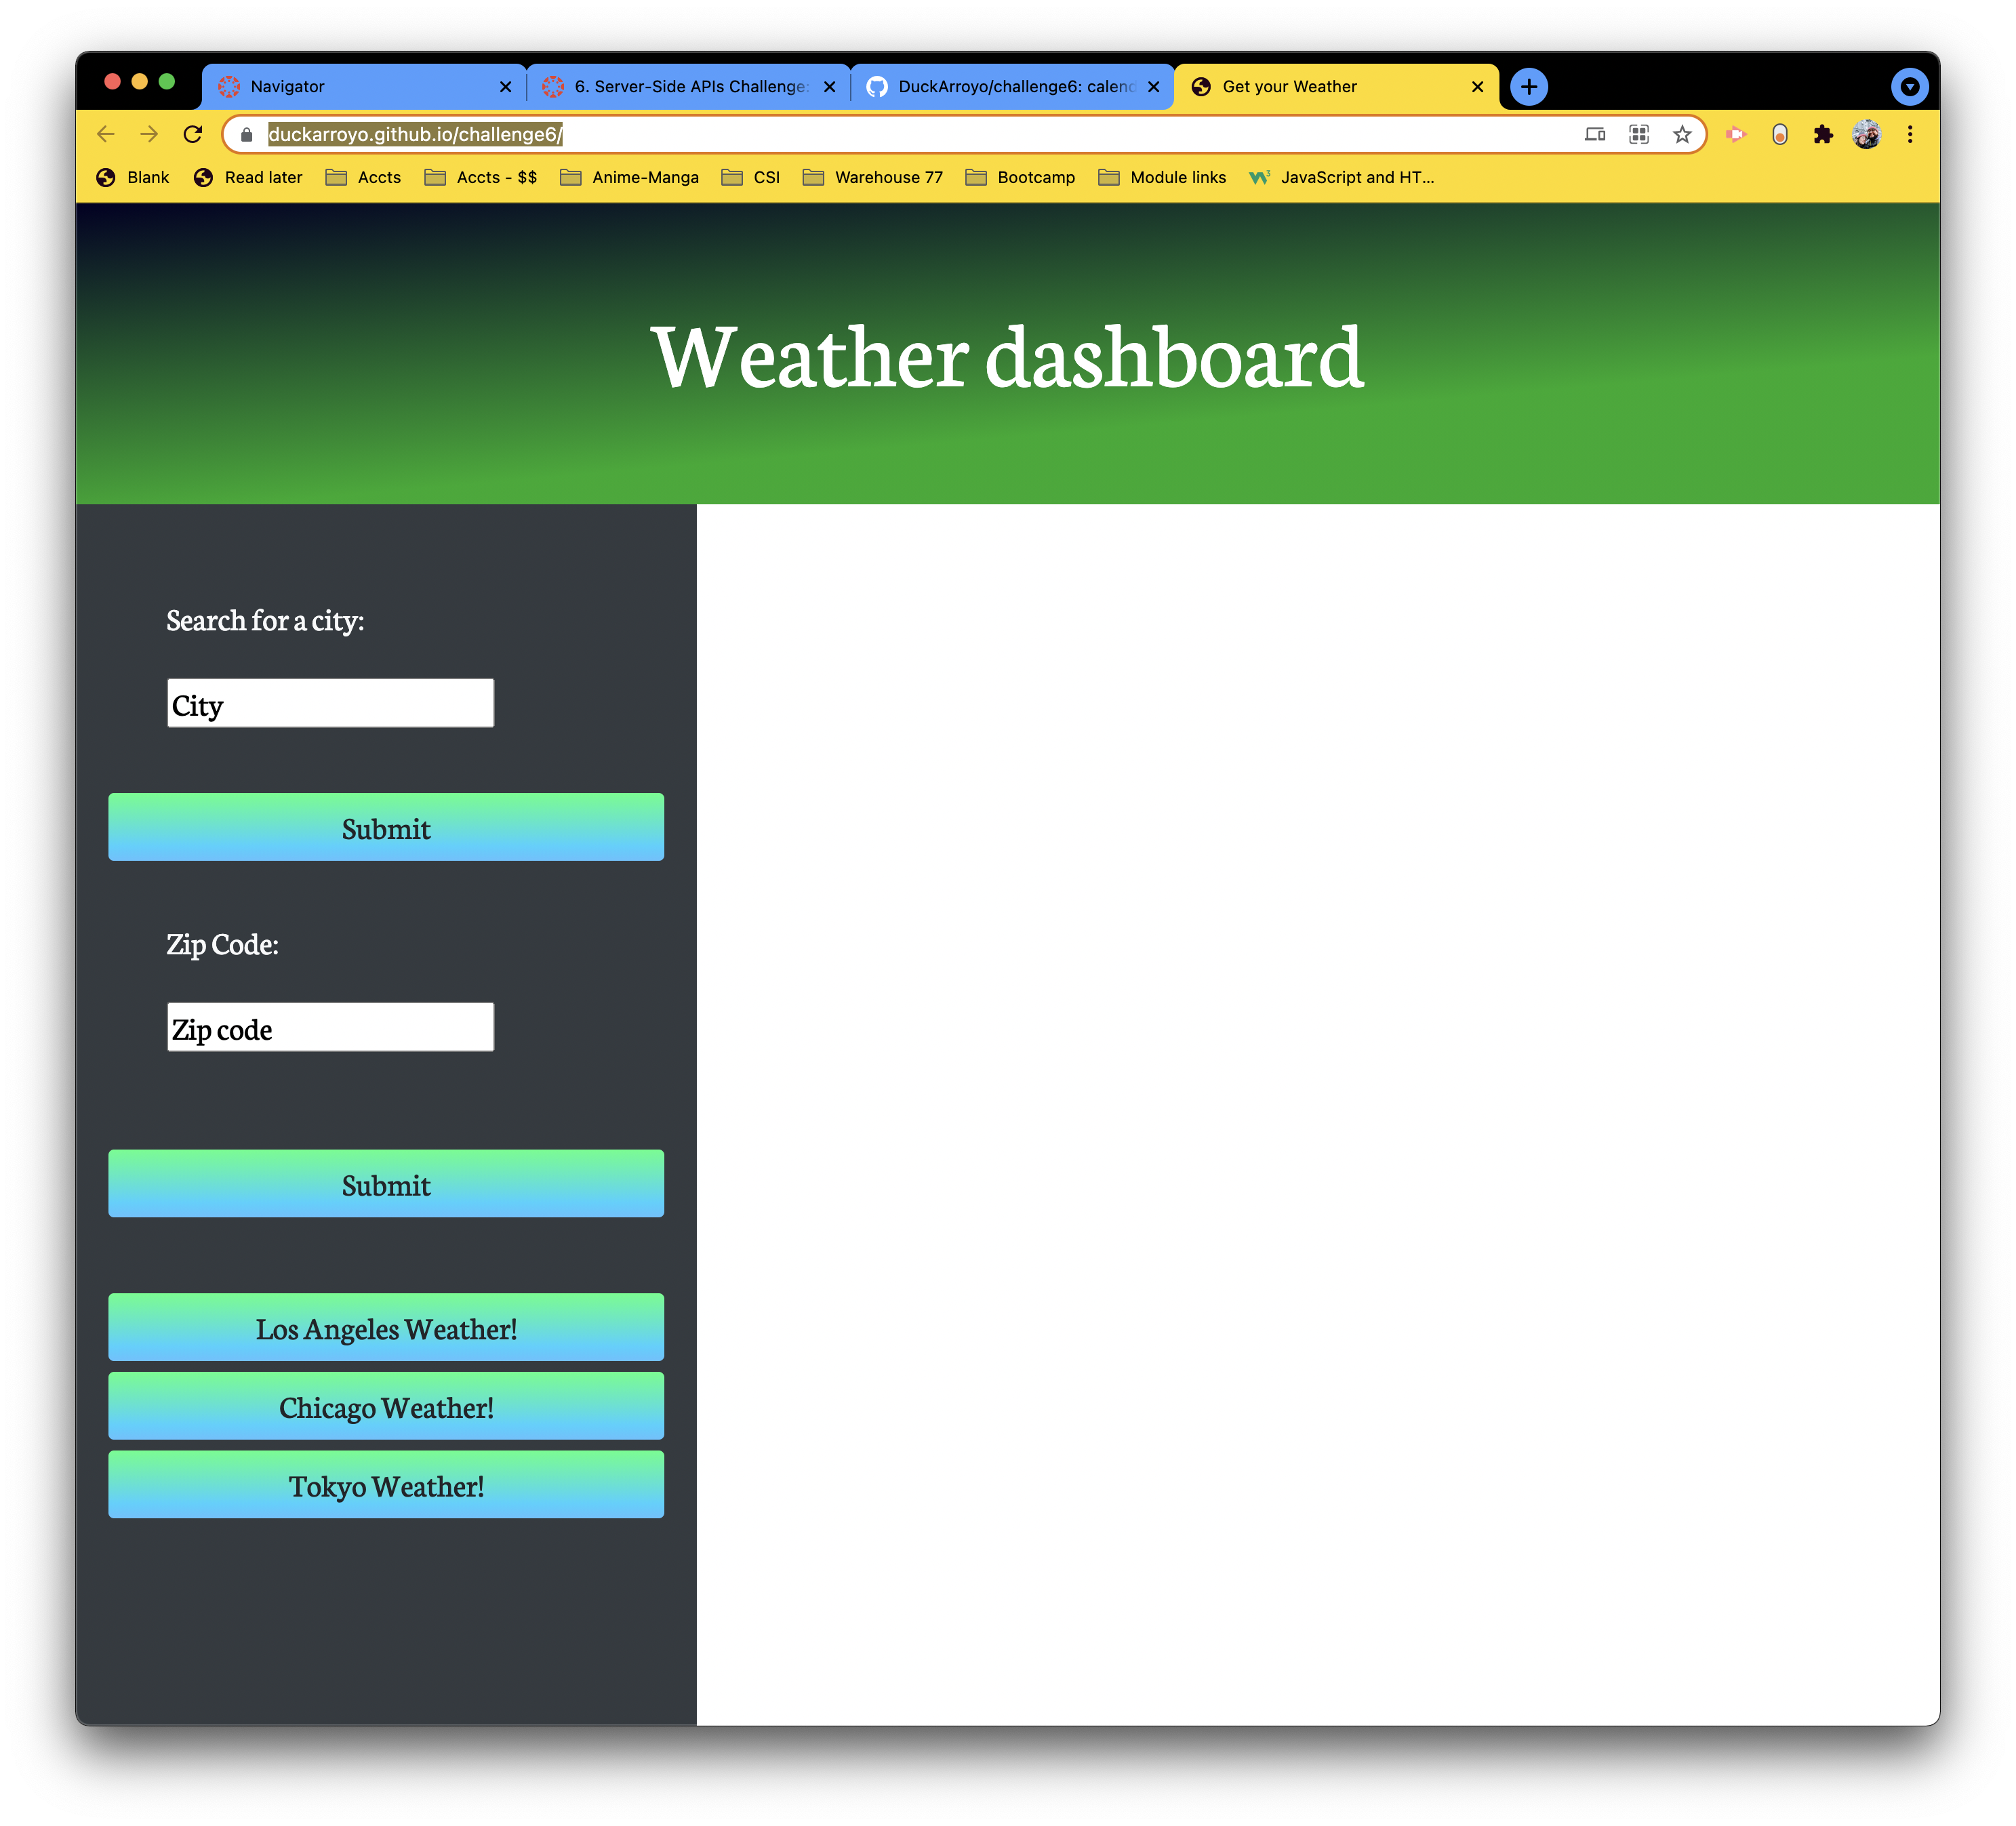 Navigator
6. Server-Side APIs Challenge:
DuckArroyo/challenge6: calend
Get your Weather
duckarroyo.github.io/challenge6/
Blank
Read later
Accts
Accts - $$
Anime-Manga
CSI
Warehouse 77
Bootcamp
Module links
JavaScript and HT...
Weather dashboard
Search for a city:
City
Submit
Zip Code:
Zip code
Submit
Los Angeles Weather!
Chicago Weather!
Tokyo Weather!